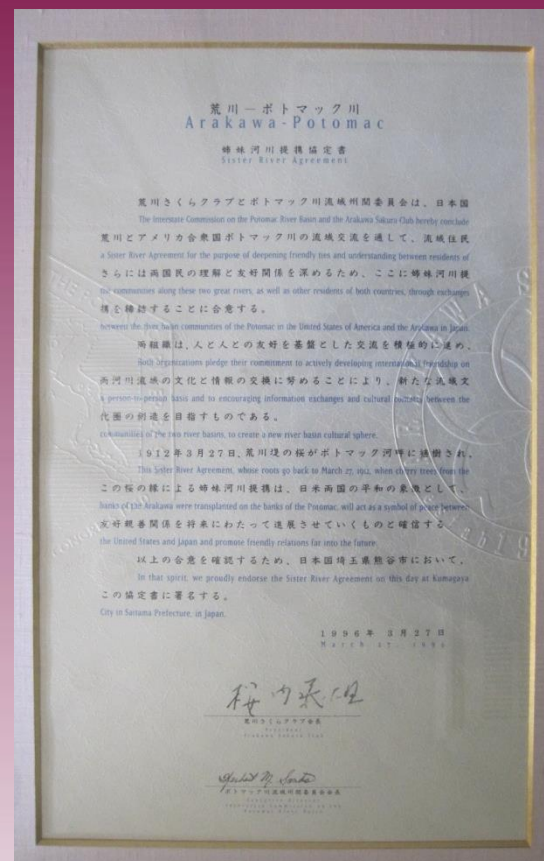 荒川―ポトマック川
Arakawa-Potomac
姉妹河川提携協定書
Sister River Agreement
荒川さくらクラブとポトマック川流域州間委員会は、日本国
The Interstate Commission on the Potomac River Basin and the Arakawa Sakura Club hereby conclude
荒川とアメリカ合衆国ポトマック川の流域交流を通して、流域住民
a Sister River Agreement for the purpose of deepening friendly ties and understanding between residents of
さらには両国民の理解と友好関係を深めるため、ここに姉妹河川提
the communities along these two great rivers, as well as other residents of both countries, through exchanges
携を締結することに合意する。
between the river basin communities of the Potomac in the United States of America and the Arakawa in Japan.
両組織は、人と人との友好を基盤とした交流を積極的に進め、
Both organizations pledge their commitment to actively developing international friendship on
両河川流域の文化と情報の交換に努めることにより、新たな流域文
a person-to-person basis and to encouraging information exchanges and cultural between the
化圏の創造を目指すものである。
communities of the two river basins, to create a new river basin cultural sphere.
1912年3月27日、荒川堤の桜がポトマック河畔に植樹され、
This Sister River Agreement, whose roots go back to March 27, 1912, when cherry trees from the
この桜の縁による姉妹河川提携は、日米両国の平和の象徴として、
banks of the Arakawa were transplanted on the banks of the Potomac, will act as a symbol of peace between
友好親善関係を将来にわたって進展させていくものと確信する。
the United States and Japan and promote friendly relations far into the future.
以上の合意を確認するため、日本国埼玉県熊谷市において、
In that spirit, we proudly endorse the Sister River Agreement on this day at Kumagaya
この協定書に署名する。
City in Saitama Prefecture, in Japan.
1996年 3月27日
March 27,
荒川さくらクラブ会長
President
Arakawa Sakura Club
ポトマック川流域州間委員会会長
Executive Director
Interstate Commission on the
Potomac River Basin